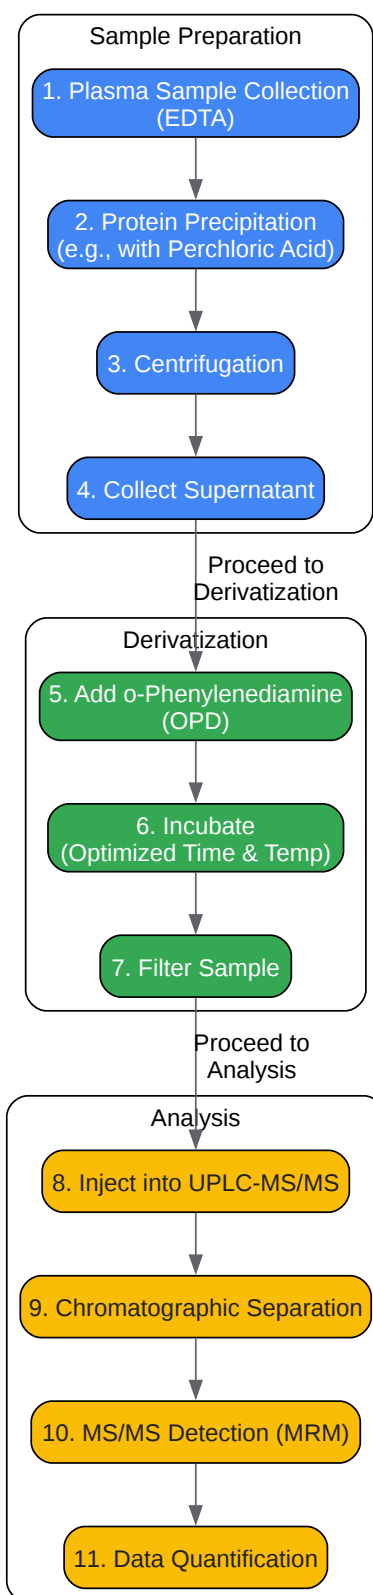 Sample Preparation
1. Plasma Sample Collection
(EDTA)
2. Protein Precipitation
(e.g., with Perchloric Acid)
3. Centrifugation
4. Collect Supernatant
Proceed to
Derivatization
Derivatization
5. Add o-Phenylenediamine
(OPD)
6. Incubate
(Optimized Time & Temp)
7. Filter Sample
Proceed to
Analysis
Analysis
8. Inject into UPLC-MS/MS
9. Chromatographic Separation
10. MS/MS Detection (MRM)
11. Data Quantification